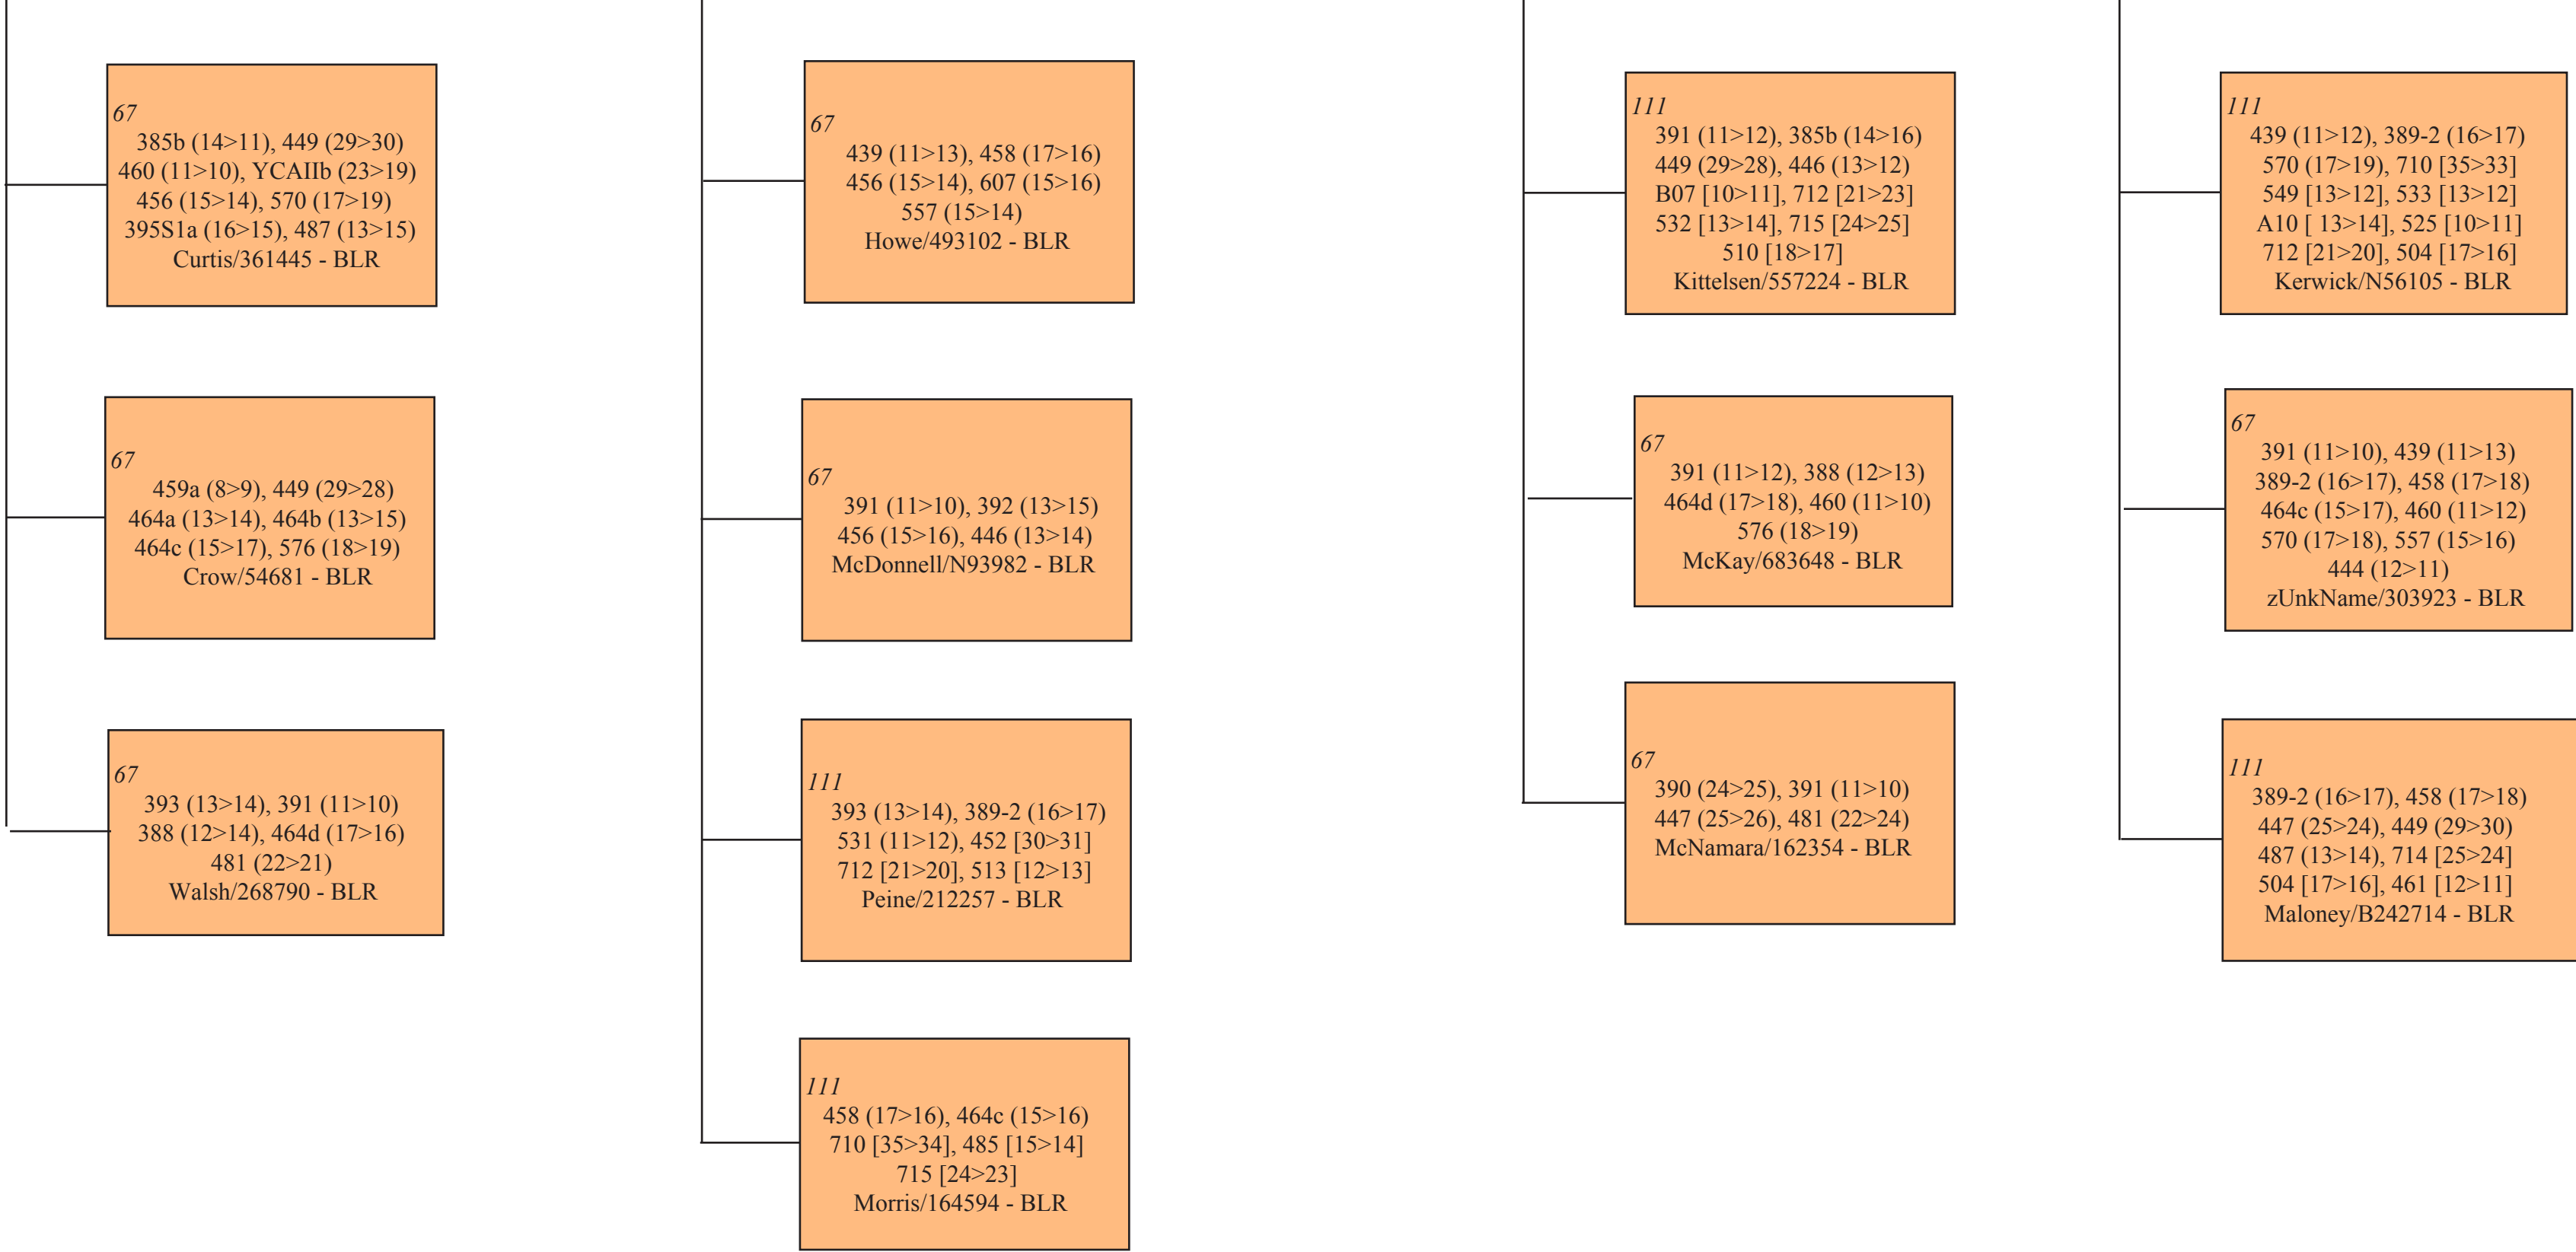 67
385b (14>11), 449 (29>30)
460 (11>10), YCAIIb (23>19)
456 (15>14), 570 (17>19)
395S1a (16>15), 487 (13>15)
Curtis/361445 - BLR
67
459a (8>9), 449 (29>28)
464a (13>14), 464b (13>15)
464c (15>17), 576 (18>19)
Crow/54681 - BLR
67
393 (13>14), 391 (11>10)
388 (12>14), 464d (17>16)
481 (22>21)
Walsh/268790 - BLR
67
439 (11>13), 458 (17>16)
456 (15>14), 607 (15>16)
557 (15>14)
Howe/493102 - BLR
67
391 (11>10), 392 (13>15)
456 (15>16), 446 (13>14)
McDonnell/N93982 - BLR
111
393 (13>14), 389-2 (16>17)
531 (11>12), 452 [30>31]
712 [21>20], 513 [12>13]
Peine/212257 - BLR
111
458 (17>16), 464c (15>16)
710 [35>34], 485 [15>14]
715 [24>23]
Morris/164594 - BLR
111
391 (11>12), 385b (14>16)
449 (29>28), 446 (13>12)
B07 [10>11], 712 [21>23]
532 [13>14], 715 [24>25]
510 [18>17]
Kittelsen/557224 - BLR
67
391 (11>12), 388 (12>13)
464d (17>18), 460 (11>10)
576 (18>19)
McKay/683648 - BLR
67
390 (24>25), 391 (11>10)
447 (25>26), 481 (22>24)
McNamara/162354 - BLR
111
439 (11>12), 389-2 (16>17)
570 (17>19), 710 [35>33]
549 [13>12], 533 [13>12]
A10 [ 13>14], 525 [10>11]
712 [21>20], 504 [17>16]
Kerwick/N56105 - BLR
67
391 (11>10), 439 (11>13)
389-2 (16>17), 458 (17>18)
464c (15>17), 460 (11>12)
570 (17>18), 557 (15>16)
444 (12>11)
zUnkName/303923 - BLR
111
389-2 (16>17), 458 (17>18)
447 (25>24), 449 (29>30)
487 (13>14), 714 [25>24]
504 [17>16], 461 [12>11]
Maloney/B242714 - BLR